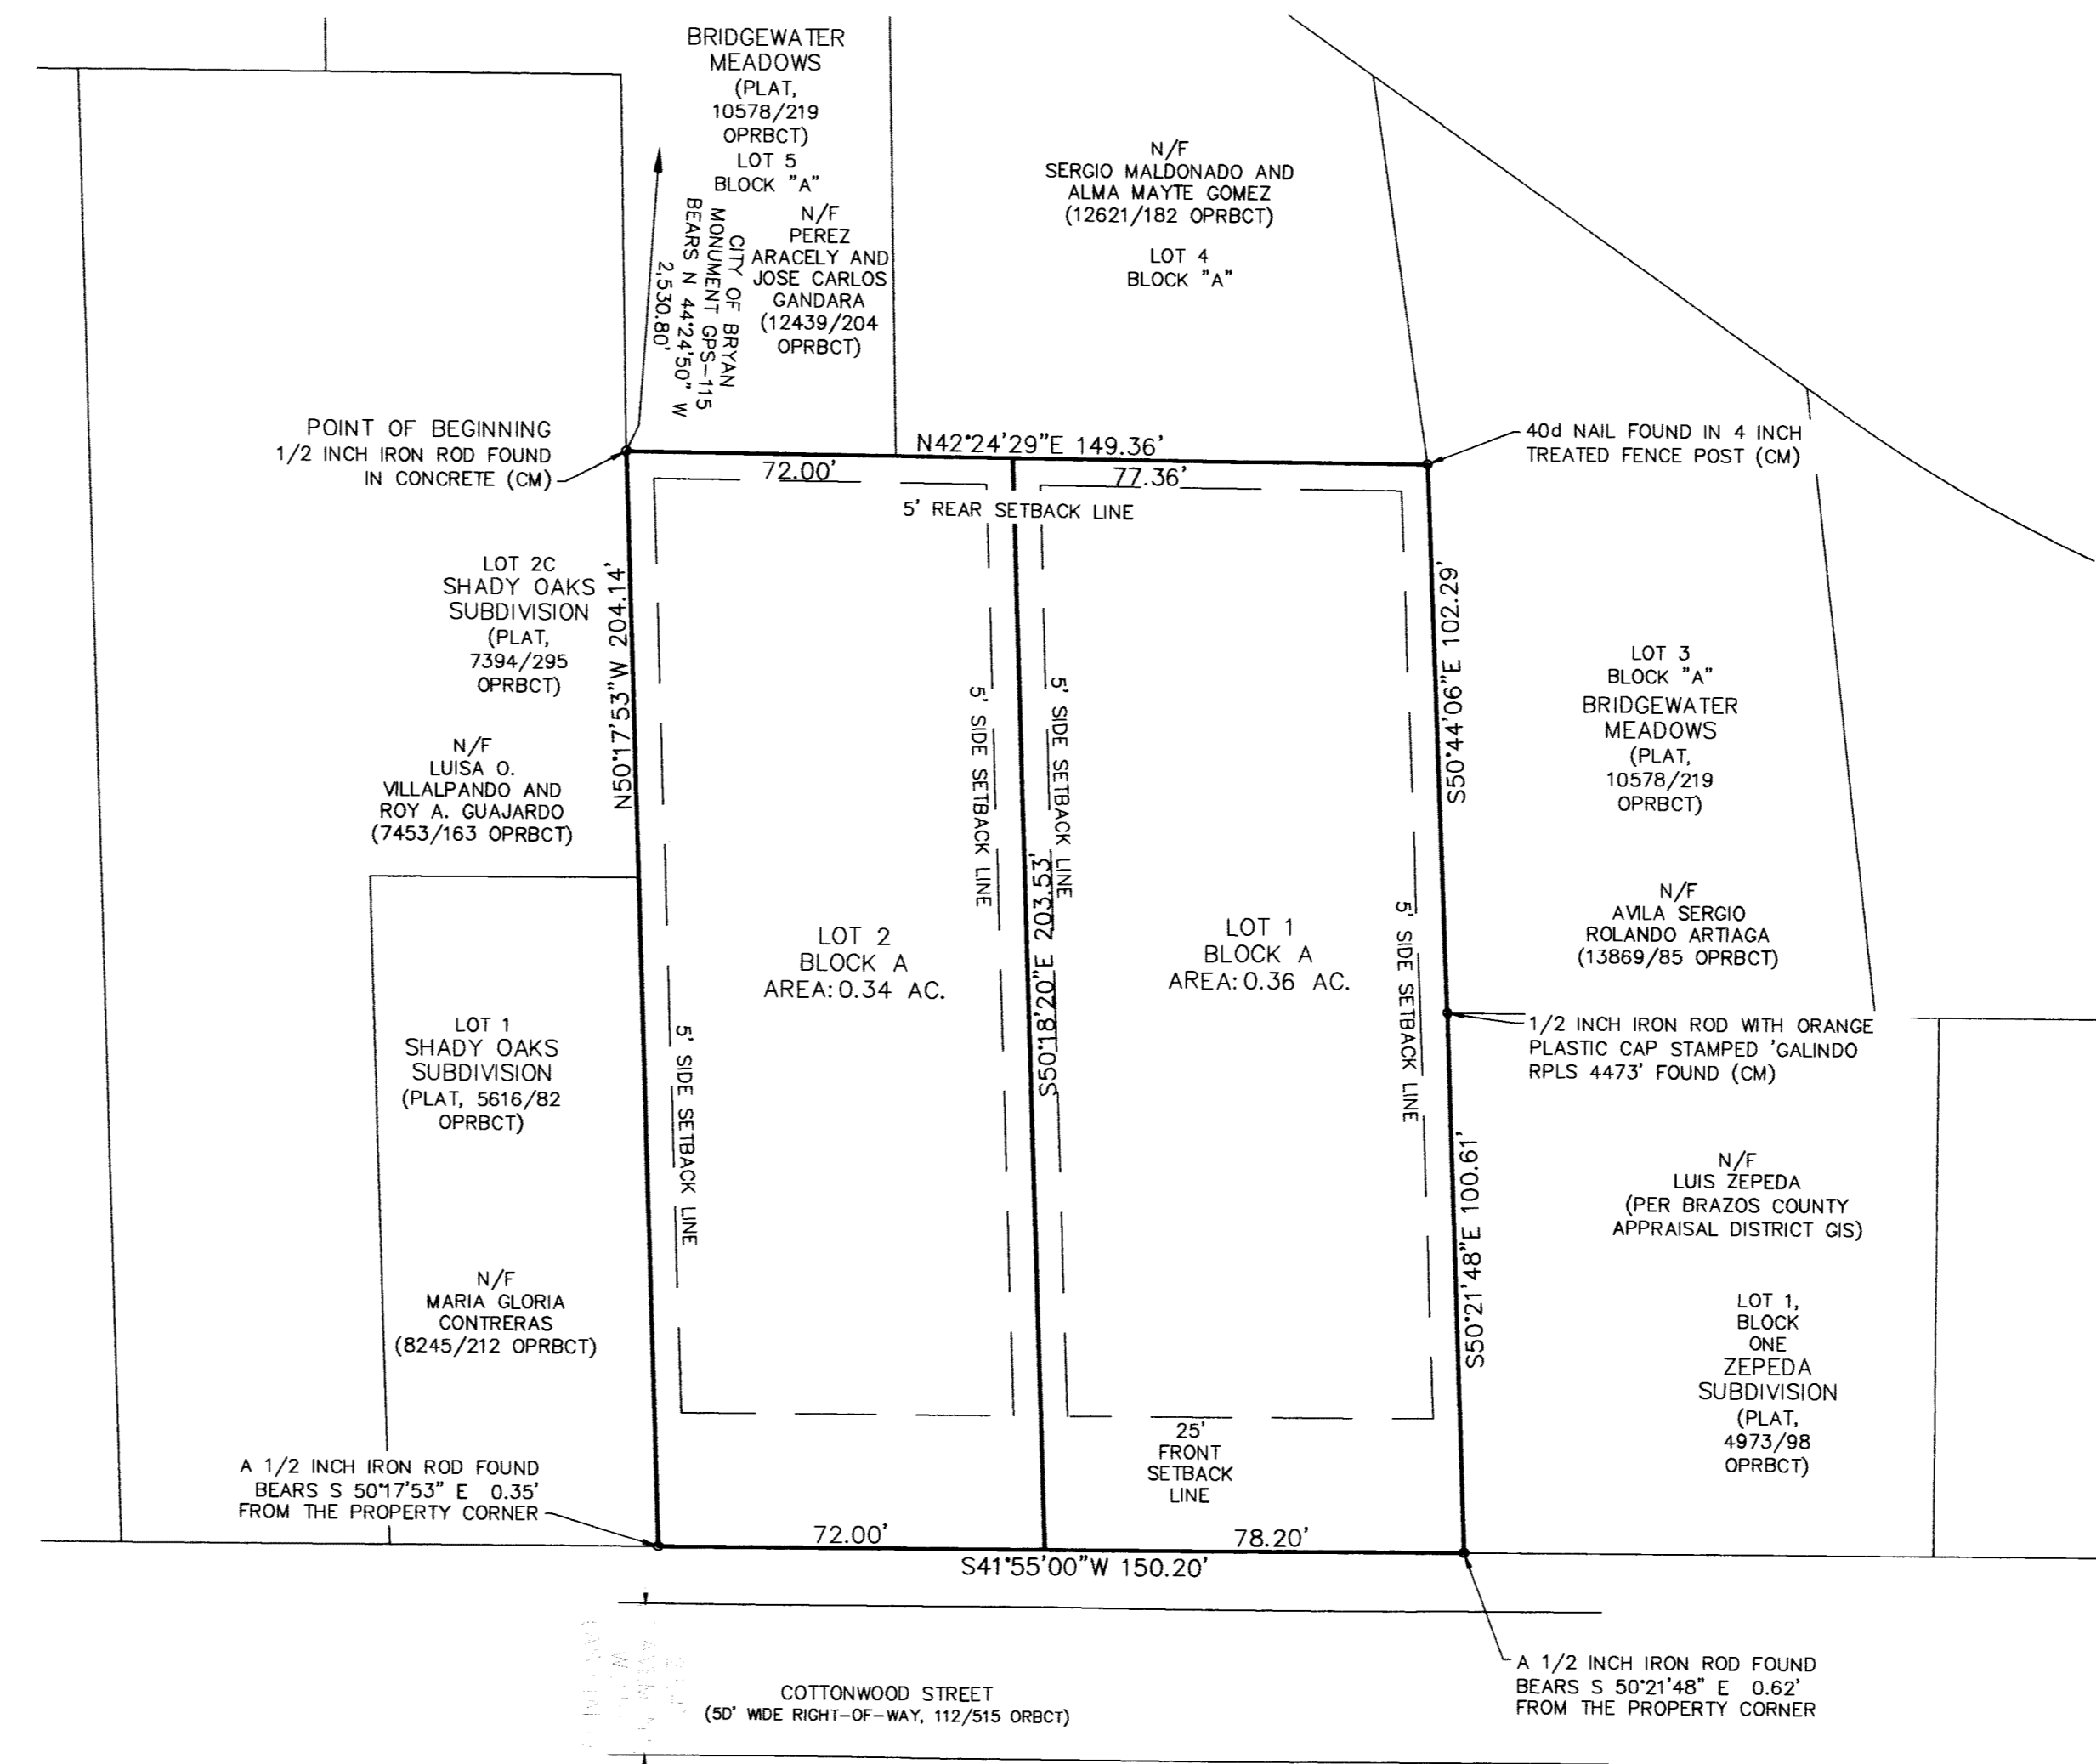 BRIDGEWATER
MEADOWS
(PLAT,
10578/219
OPRBCT)
LOT 5
BLOCK "A"
N/F
PEREZ
ARACELY AND
JOSE CARLOS
GANDARA
(12439/204
OPRBCT)
CITY OF BRYAN
MONUMENT GPS-115
BEARS N 44°24'50" W
2,530.80'
N/F
SERGIO MALDONADO AND
ALMA MAYTE GOMEZ
(12621/182 OPRBCT)
LOT 4
BLOCK "A"
POINT OF BEGINNING
1/2 INCH IRON ROD FOUND
IN CONCRETE (CM)
N42°24'29"E 149.36'
72.00'
77.36'
5' REAR SETBACK LINE
40d NAIL FOUND IN 4 INCH
TREATED FENCE POST (CM)
LOT 2C
SHADY OAKS
SUBDIVISION
(PLAT,
7394/295
OPRBCT)
N/F
LUISA O.
VILLALPANDO AND
ROY A. GUAJARDO
(7453/163 OPRBCT)
N50°17'53"W 204.14'
5' SIDE SETBACK LINE
5' SIDE SETBACK LINE
S50°44'06"E 102.29'
LOT 3
BLOCK "A"
BRIDGEWATER
MEADOWS
(PLAT,
10578/219
OPRBCT)
N/F
AVILA SERGIO
ROLANDO ARTIAGA
(13869/85 OPRBCT)
LOT 2
BLOCK A
AREA: 0.34 AC.
S50°18'20"E 203.53'
LOT 1
BLOCK A
AREA: 0.36 AC.
5' SIDE SETBACK LINE
1/2 INCH IRON ROD WITH ORANGE
PLASTIC CAP STAMPED 'GALINDO
RPLS 4473' FOUND (CM)
LOT 1
SHADY OAKS
SUBDIVISION
(PLAT, 5616/82
OPRBCT)
5' SIDE SETBACK LINE
N/F
MARIA GLORIA
CONTRERAS
(8245/212 OPRBCT)
S50°21'48"E 100.61'
N/F
LUIS ZEPEDA
(PER BRAZOS COUNTY
APPRAISAL DISTRICT GIS)
LOT 1,
BLOCK
ONE
ZEPEDA
SUBDIVISION
(PLAT,
4973/98
OPRBCT)
25'
FRONT
SETBACK
LINE
A 1/2 INCH IRON ROD FOUND
BEARS S 50°17'53" E 0.35'
FROM THE PROPERTY CORNER
72.00'
78.20'
S41°55'00"W 150.20'
A 1/2 INCH IRON ROD FOUND
BEARS S 50°21'48" E 0.62'
FROM THE PROPERTY CORNER
COTTONWOOD STREET
(50' WIDE RIGHT-OF-WAY, 112/515 ORBCT)